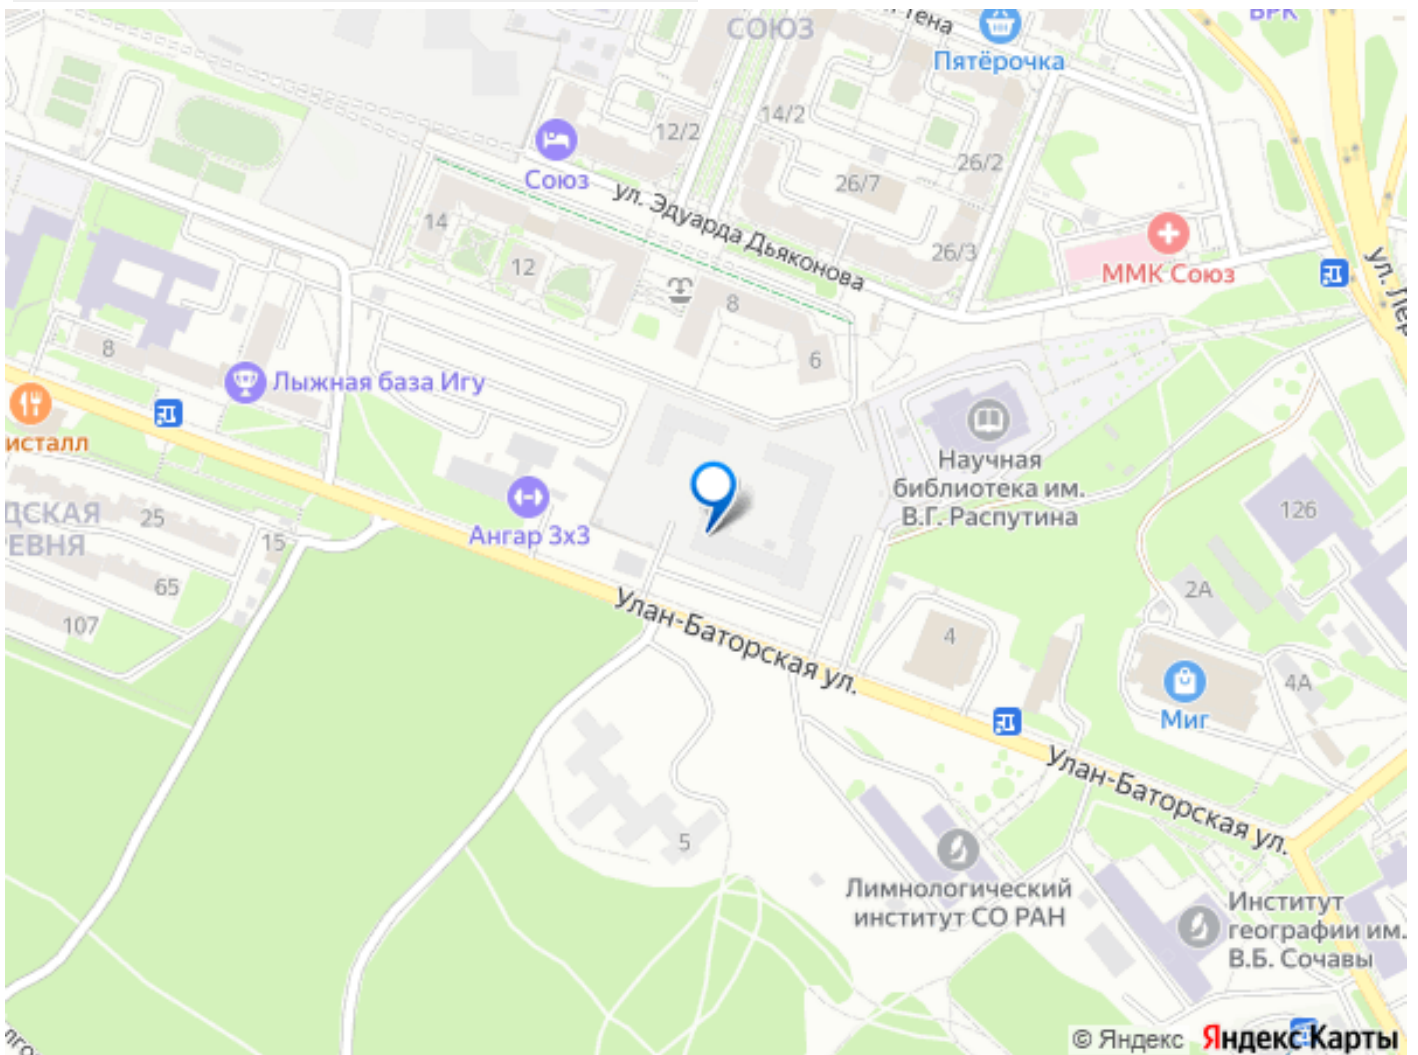 СОЮЗ
Пятёрочка
14/2
12/2
26/2
Союз
26/7
ул. Эдуарда Дьяконова
14
26/3
12
ММК Союз
8
6
8
Лыжная база Игу
исталл
Научная
библиотека им.
В.Г. Распутина
Ангар 3х3
ДСКАЯ
РЕВНЯ
25
15
65
107
126
2А
Улан-Баторская ул.
4
4А
Миг
Улан-Баторская ул.
5
Лимнологический
институт СО РАН
Институт
географии им.
В.Б. Сочавы
© Яндекс Яндекс Карты